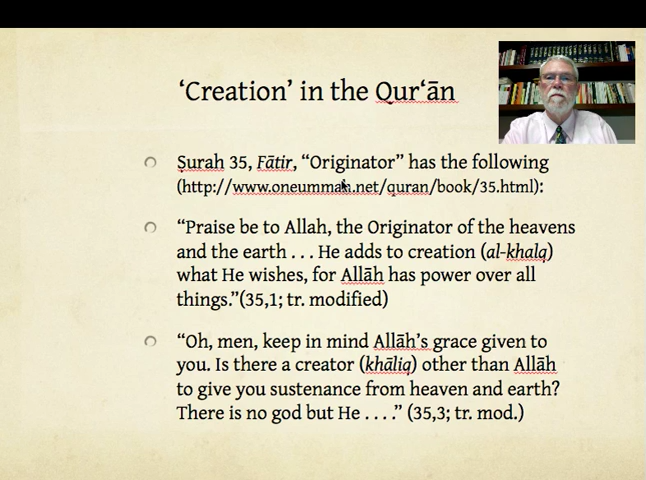 ‘Creation’ in the Qur‘ān
Ṣurah 35, Fātir, “Originator” has the following
(http://www.oneummah.net/quran/book/35.html):
“Praise be to Allah, the Originator of the heavens
and the earth . . . He adds to creation (al-khalq)
what He wishes, for Allāh has power over all
things.”(35,1; tr. modified)
“Oh, men, keep in mind Allāh’s grace given to
you. Is there a creator (khāliq) other than Allāh
to give you sustenance from heaven and earth?
There is no god but He . . . .” (35,3; tr. mod.)